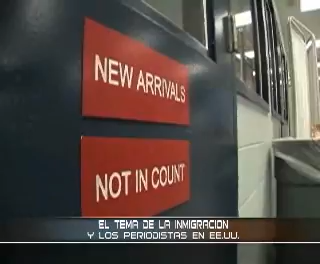 NEW ARRIVALS
NOT IN COUNT
EL TEMA DE LA INMIGRACION
Y LOS PERIODISTAS EN EE.UU.